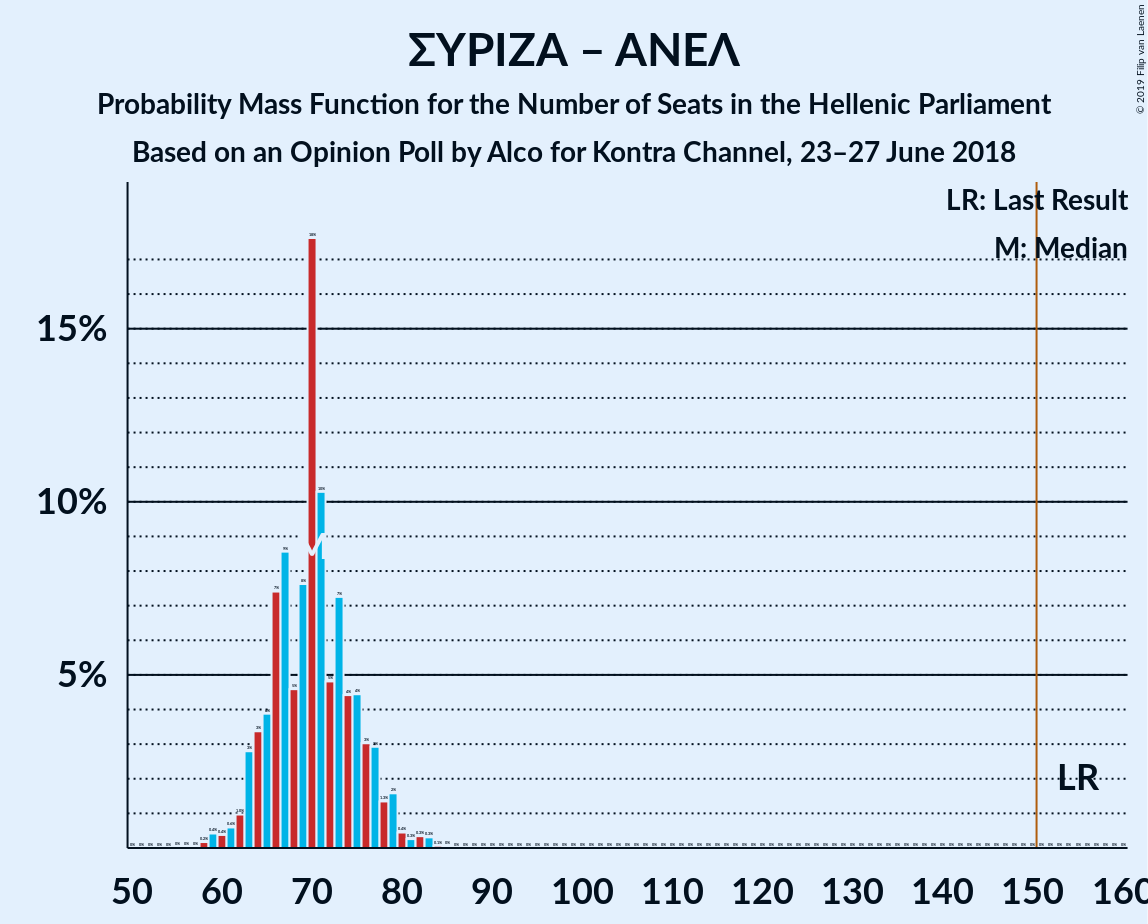 ΣΥΡΙΖΑ – ΑΝΕΛ
Probability Mass Function for the Number of Seats in the Hellenic Parliament
Based on an Opinion Poll by Alco for Kontra Channel, 23–27 June 2018
© 2019 Filip van Laenen
LR: Last Result
M: Median
15%
10%
5%
LR
50 60 70 80 90 100 110 120 130 140 150 160